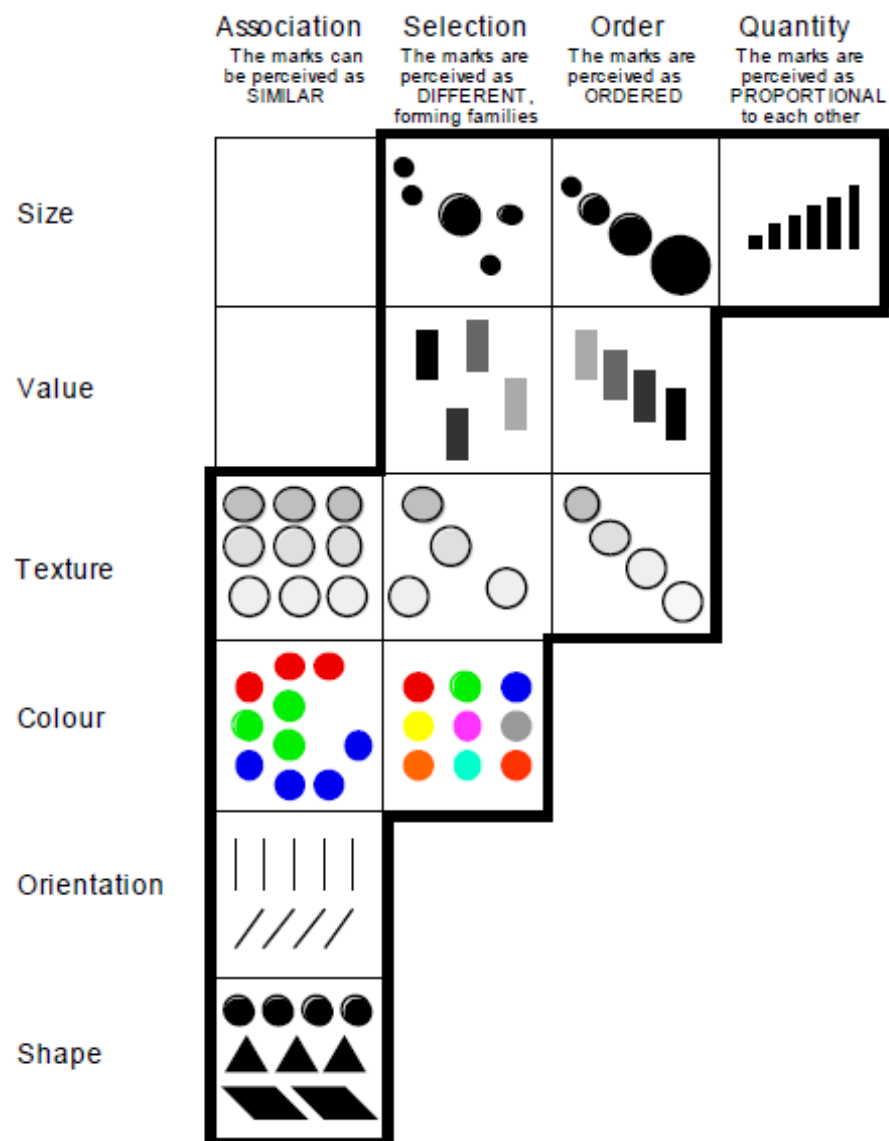 Association
The marks can
be perceived as
SIMILAR
Selection
The marks are
perceived as
DIFFERENT,
forming families
Order
The marks are
perceived as
ORDERED
Quantity
The marks are
perceived as
PROPORTIONAL
to each other
Size
Value
Texture
Colour
Orientation
Shape